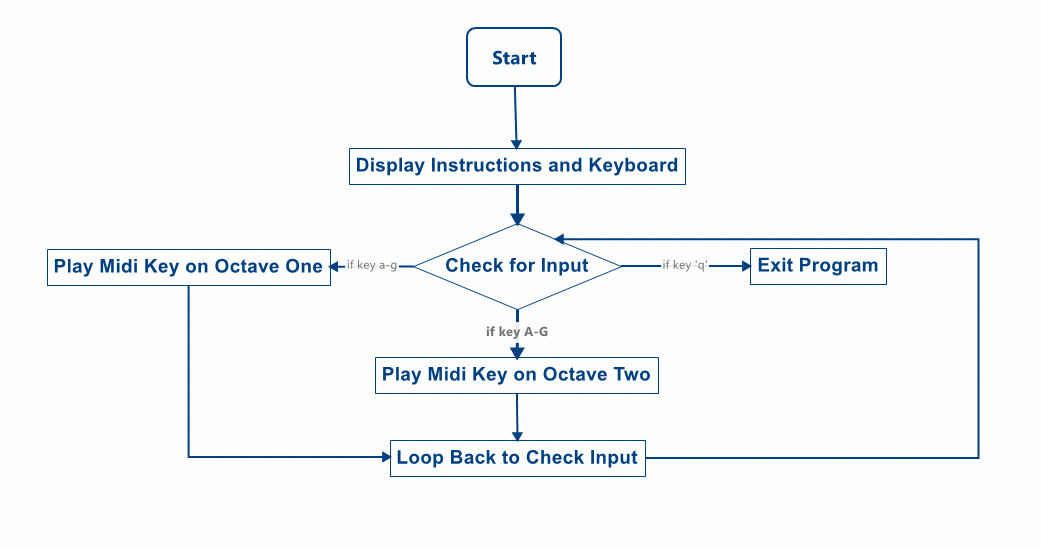 Start
Display Instructions and Keyboard
Play Midi Key on Octave One
if key a-g
Check for Input
if key 'q'
Exit Program
if key A-G
Play Midi Key on Octave Two
Loop Back to Check Input